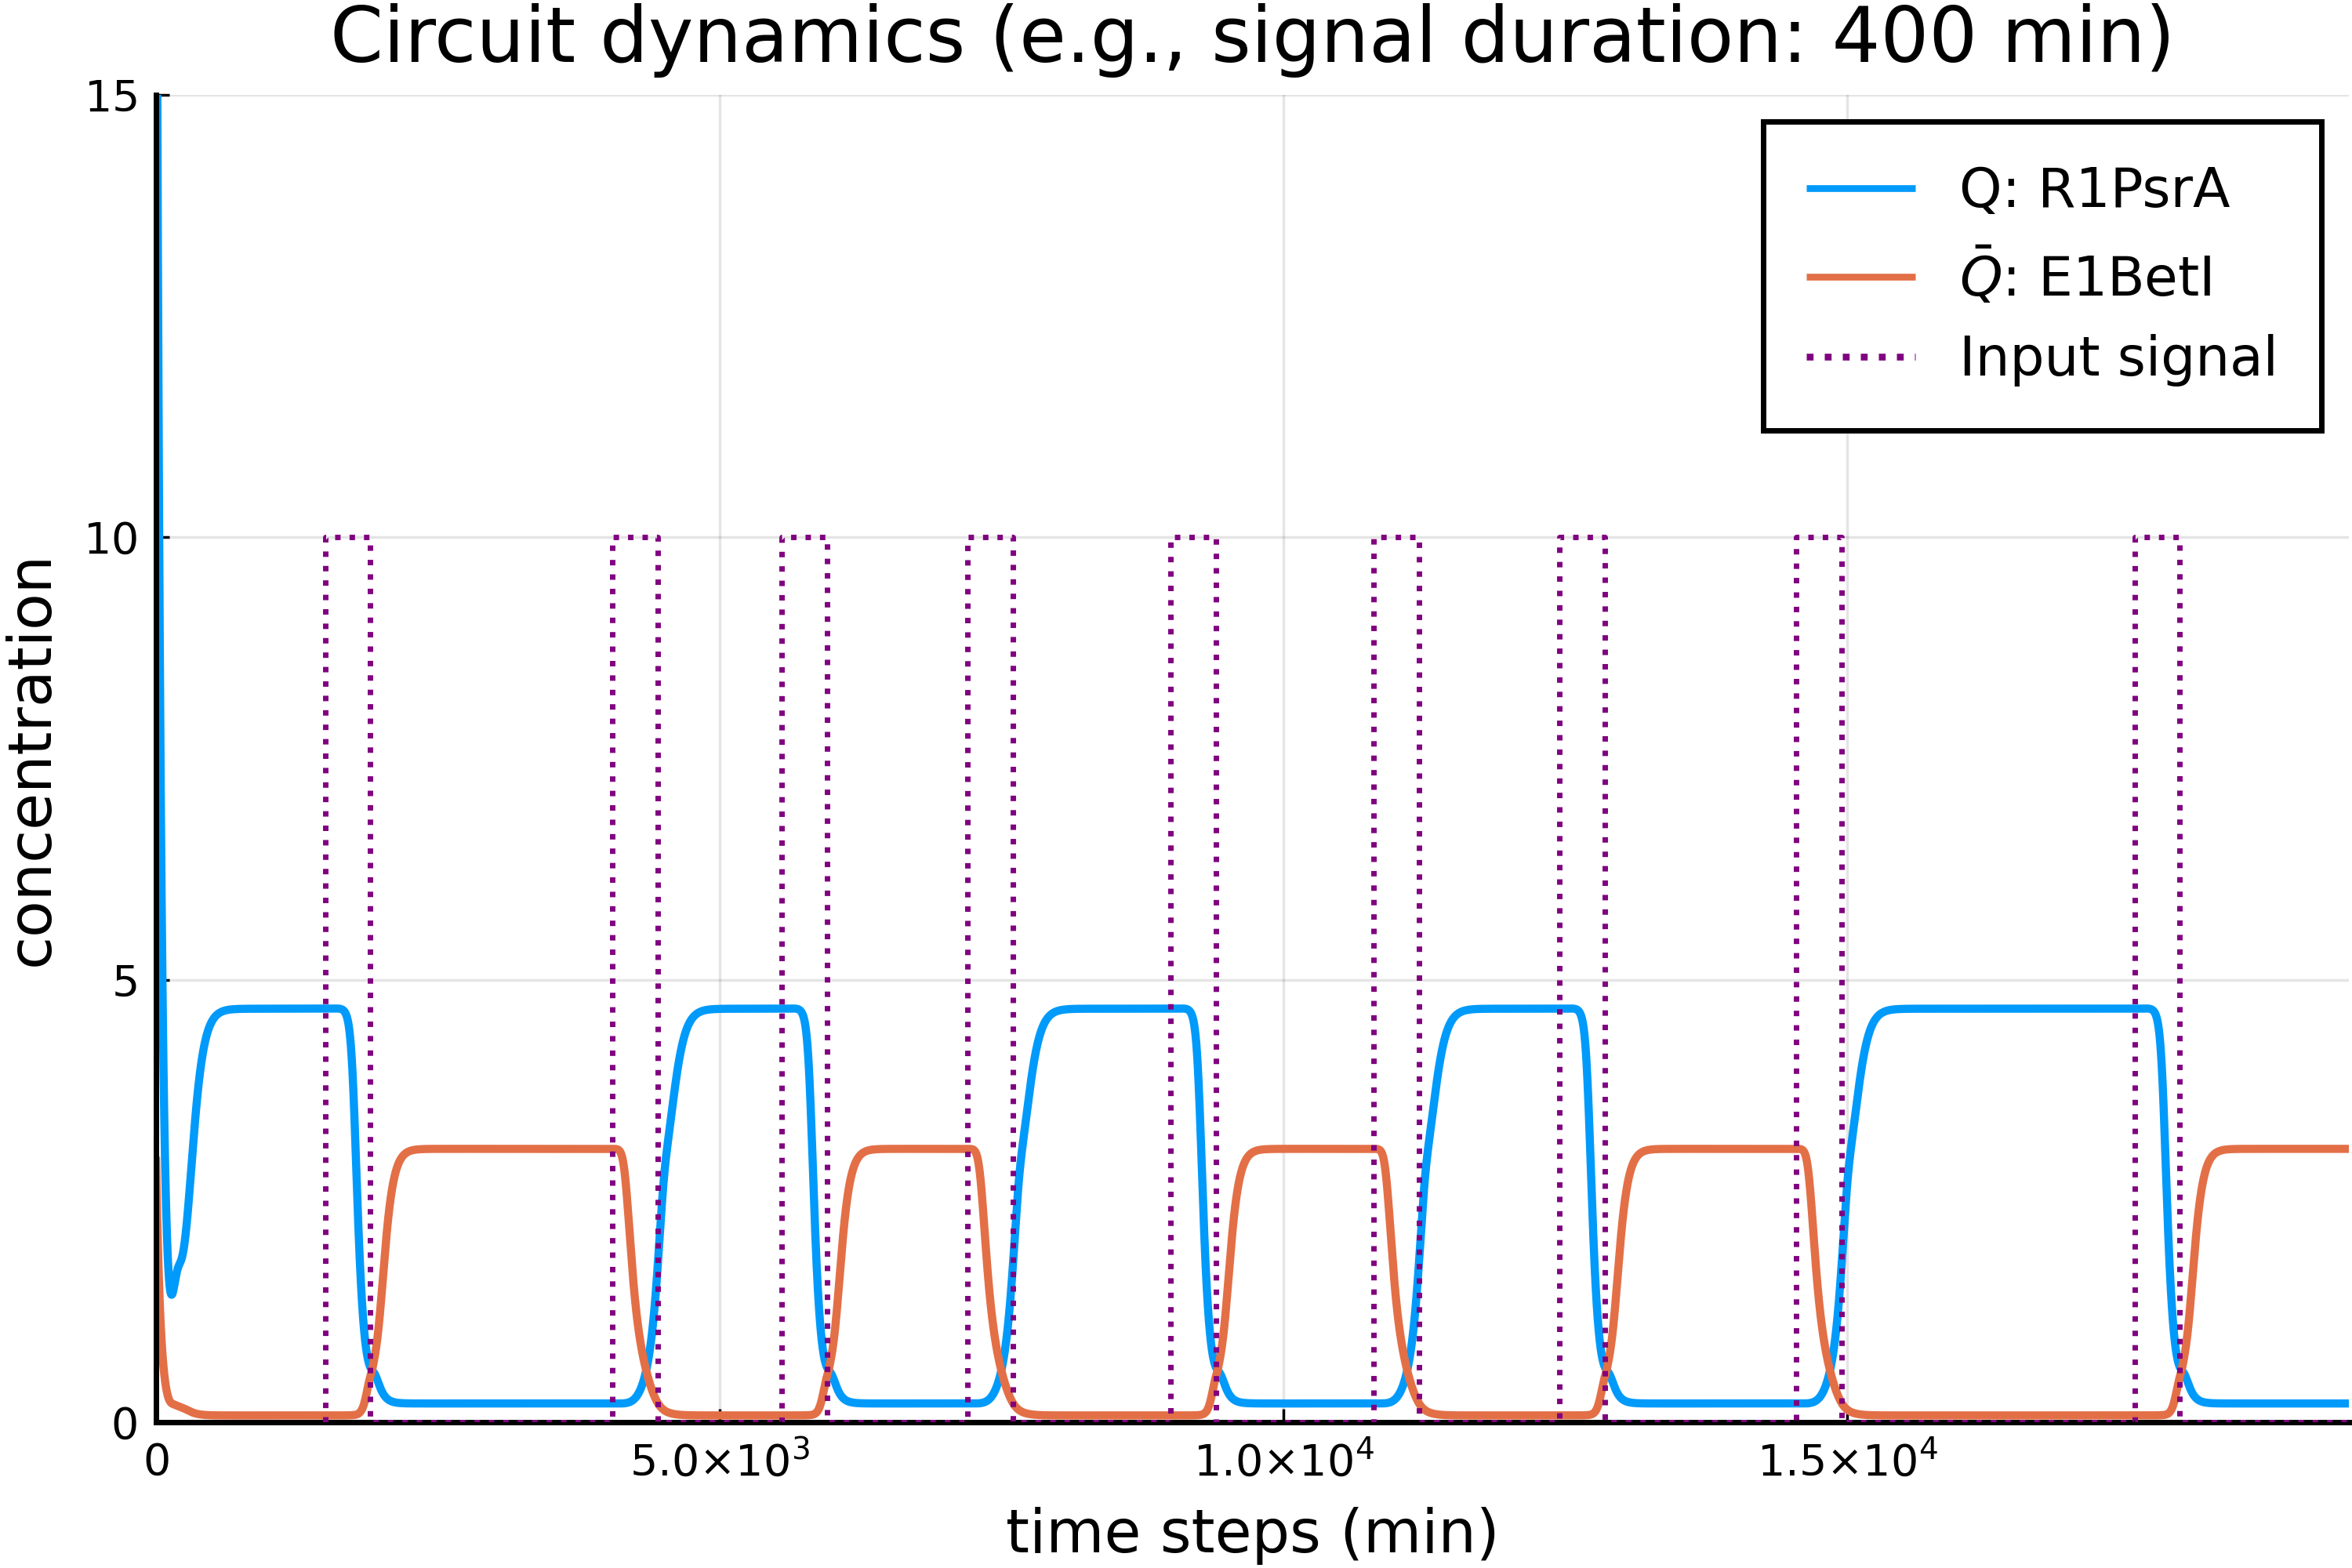 Circuit dynamics (e.g., signal duration: 400 min)
15
10
5
0
concentration
Q: R1PsrA
Q̄: E1BetI
Input signal
0
5.0×10³
1.0×10⁴
1.5×10⁴
time steps (min)